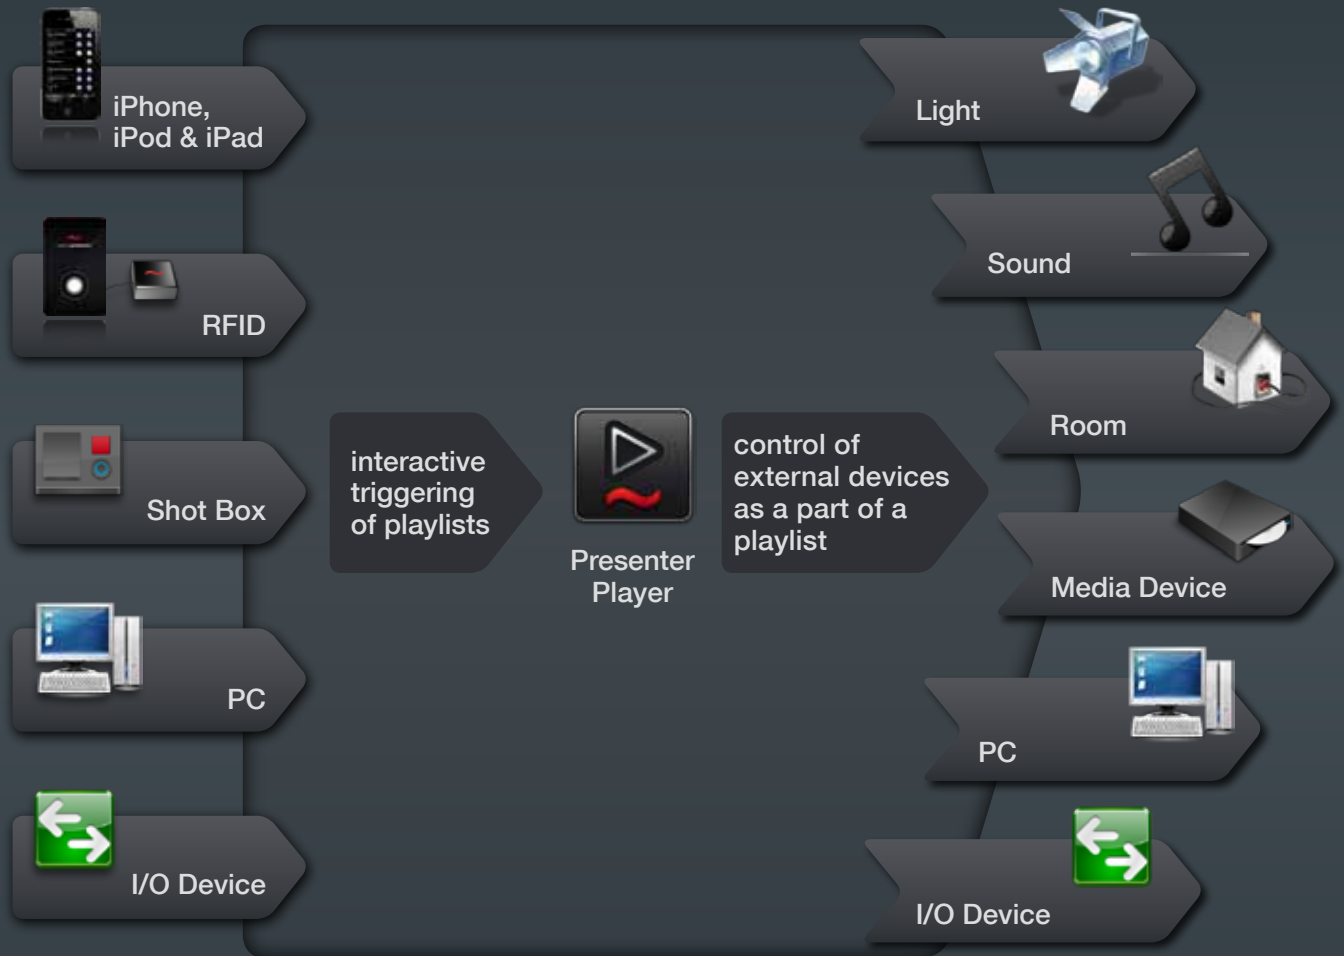 iPhone,
iPod & iPad
RFID
Shot Box
PC
I/O Device
interactive
triggering
of playlists
Presenter
Player
control of
external devices
as a part of a
playlist
Light
Sound
Room
Media Device
PC
I/O Device